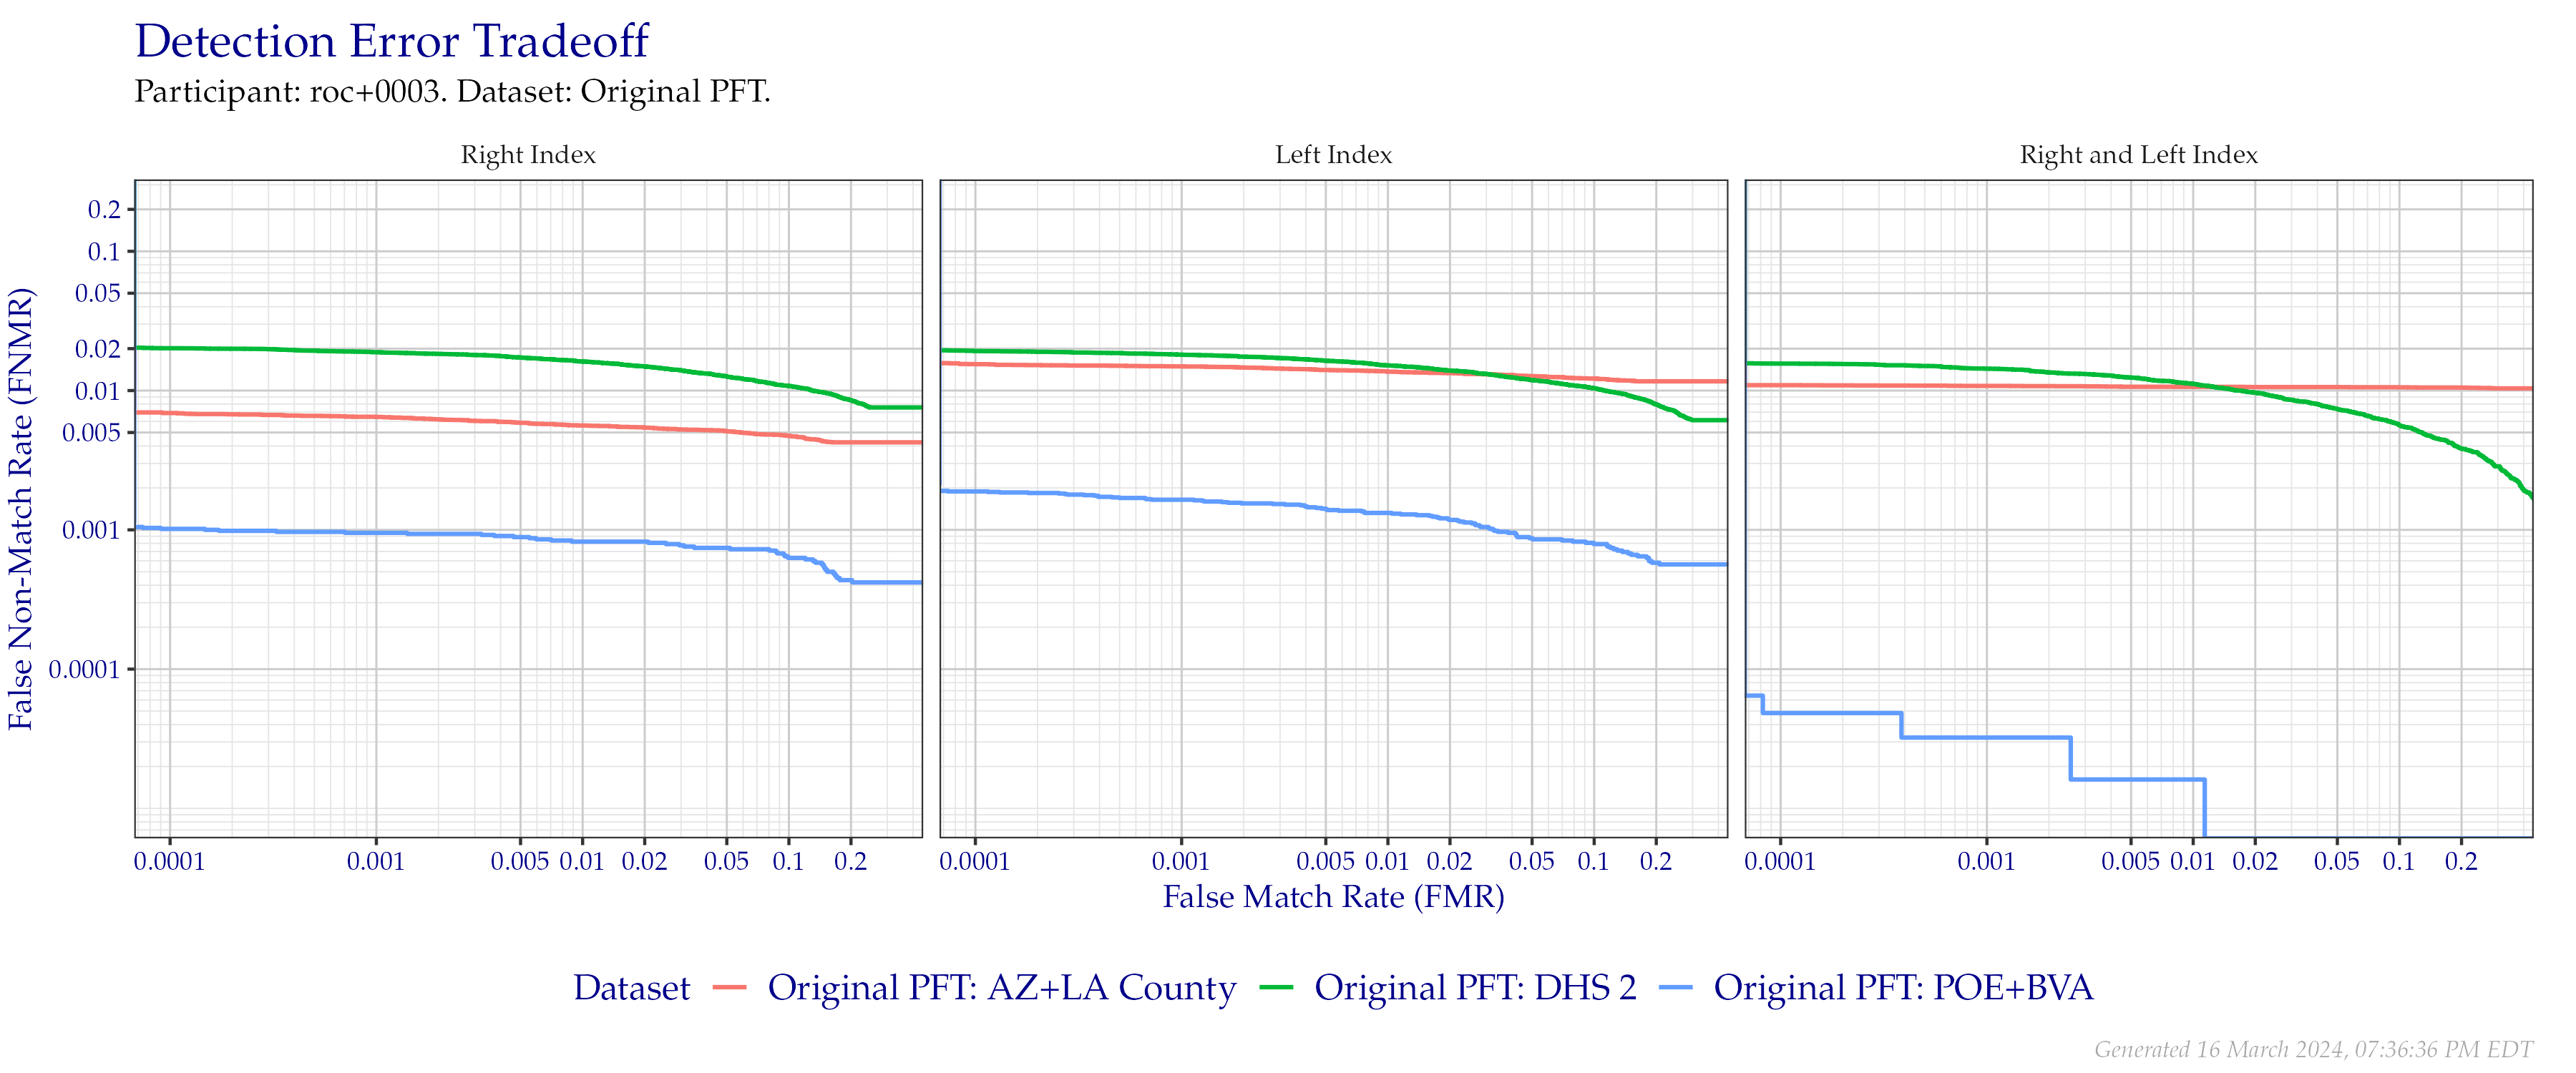 Detection Error Tradeoff
Participant: roc+0003. Dataset: Original PFT.
Right Index
Left Index
Right and Left Index
False Non-Match Rate (FNMR)
0.2
0.1
0.05
0.02
0.01
0.005
0.001
0.0001
0.0001 0.001 0.005 0.01 0.02 0.05 0.1 0.2
0.0001 0.001 0.005 0.01 0.02 0.05 0.1 0.2
0.0001 0.001 0.005 0.01 0.02 0.05 0.1 0.2
False Match Rate (FMR)
Dataset Original PFT: AZ+LA County Original PFT: DHS 2 Original PFT: POE+BVA
Generated 16 March 2024, 07:36:36 PM EDT